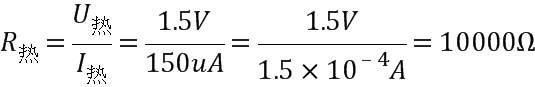 R热 = U热/I热 = 1.5V/150uA = 1.5V/1.5 × 10⁻⁴A = 10000Ω